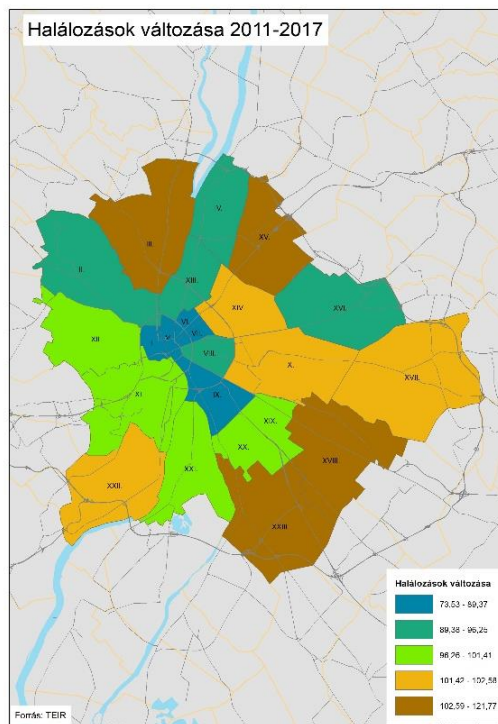 Halálozások változása 2011-2017
V.
III.
XV.
II.
XIII.
XIV.
XVI.
VI.
XII.
VIII.
X.
XVII.
IX.
XI.
XIX.
XX.
XVIII.
XXII.
XXIII.
Halálozások változása
73,53 - 89,37
89,38 - 96,25
96,26 - 101,41
101,42 - 102,58
102,59 - 121,77
Forrás: TEIR